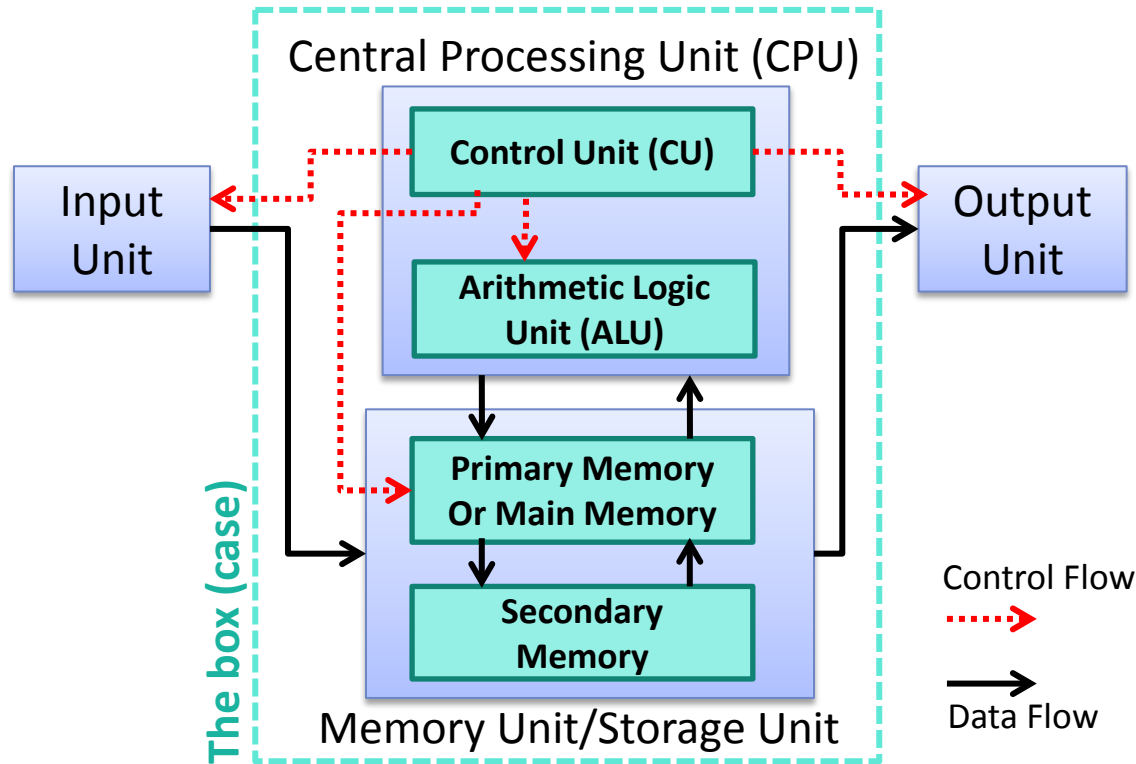 Central Processing Unit (CPU)
Control Unit (CU)
Input
Unit
Output
Unit
Arithmetic Logic
Unit (ALU)
Primary Memory
Or Main Memory
Secondary
Memory
Memory Unit/Storage Unit
The box (case)
Control Flow
Data Flow